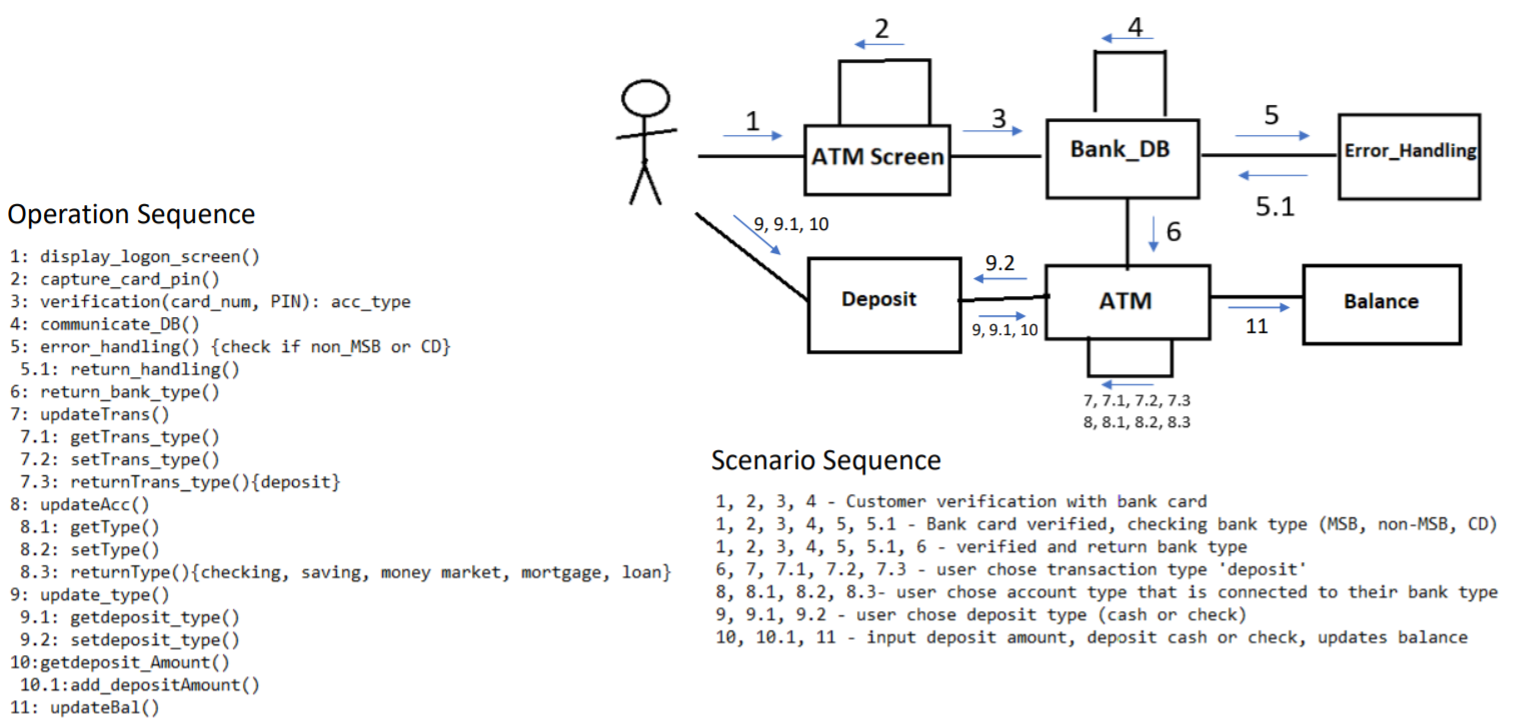 2
4
1
3
5
ATM Screen
Bank_DB
Error_Handling
5.1
9, 9.1, 10
6
9.2
Deposit
ATM
Balance
9, 9.1, 10
11
7, 7.1, 7.2, 7.3
8, 8.1, 8.2, 8.3
Operation Sequence
1: display_logon_screen()
2: capture_card_pin()
3: verification(card_num, PIN): acc_type
4: communicate_DB()
5: error_handling() {check if non_MSB or CD}
5.1: return_handling()
6: return_bank_type()
7: updateTrans()
7.1: getTrans_type()
7.2: setTrans_type()
7.3: returnTrans_type(){deposit}
8: updateAcc()
8.1: getType()
8.2: setType()
8.3: returnType(){checking, saving, money market, mortgage, loan}
9: update_type()
9.1: getdeposit_type()
9.2: setdeposit_type()
10:getdeposit_Amount()
10.1:add_depositAmount()
11: updateBal()
Scenario Sequence
1, 2, 3, 4 - Customer verification with bank card
1, 2, 3, 4, 5, 5.1 - Bank card verified, checking bank type (MSB, non-MSB, CD)
1, 2, 3, 4, 5, 5.1, 6 - verified and return bank type
6, 7, 7.1, 7.2, 7.3 - user chose transaction type 'deposit'
8, 8.1, 8.2, 8.3- user chose account type that is connected to their bank type
9, 9.1, 9.2 - user chose deposit type (cash or check)
10, 10.1, 11 - input deposit amount, deposit cash or check, updates balance